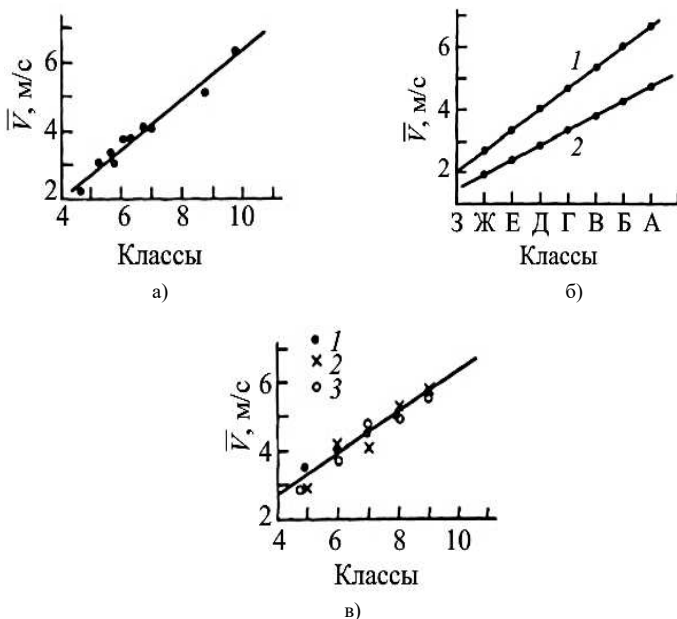 V̅, м/с
6
4
2
4 6 8 10
Классы
а)
V̅, м/с
6
4
2
1
2
З Ж Е Д Г В Б А
Классы
б)
1
2
3
V̅, м/с
6
4
2
4 6 8 10
Классы
в)